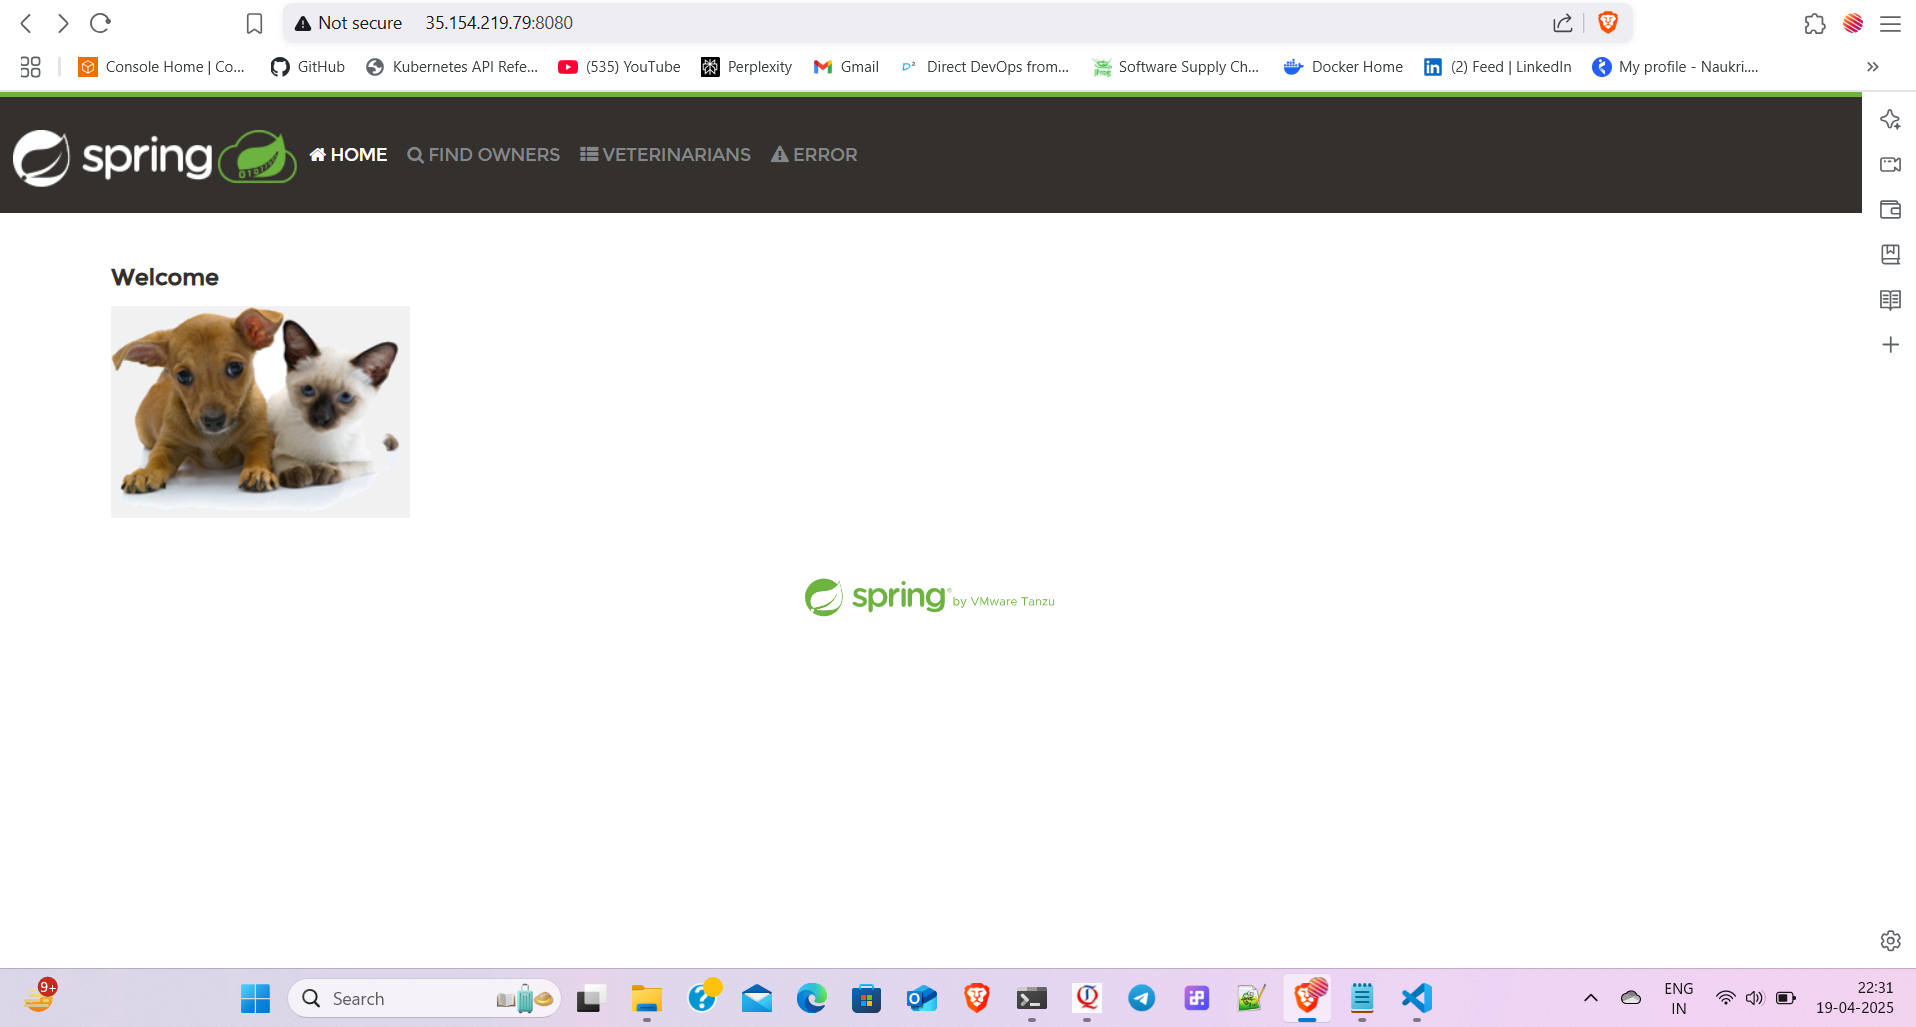 Not secure 35.154.219.79:8080
Console Home | Co... GitHub Kubernetes API Refe... (535) YouTube Perplexity Gmail D² Direct DevOps from... Software Supply Ch... Docker Home (2) Feed | LinkedIn My profile - Naukri....
spring HOME FIND OWNERS VETERINARIANS ERROR
Welcome
spring by VMware Tanzu
9+ Search ENG 22:31
IN 19-04-2025